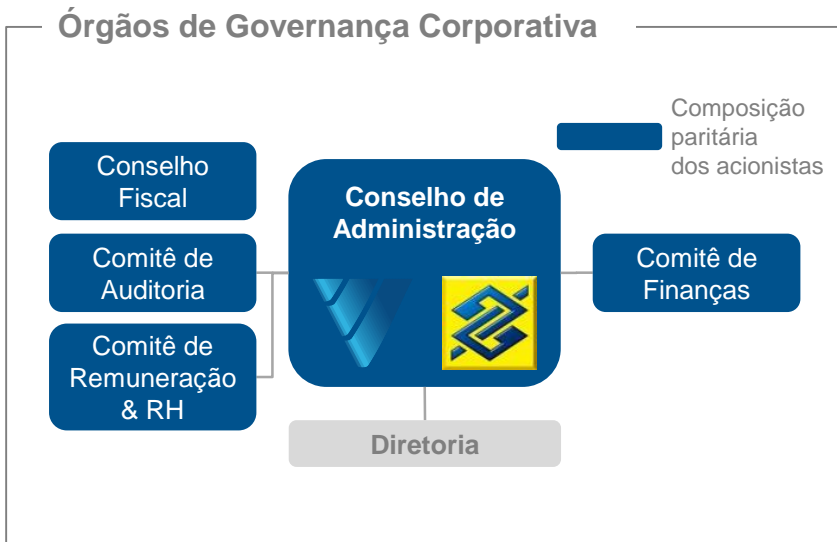 Órgãos de Governança Corporativa
Composição
paritária
dos acionistas
Conselho
Fiscal
Conselho de
Administração
Comitê de
Auditoria
Comitê de
Finanças
Comitê de
Remuneração
& RH
Diretoria